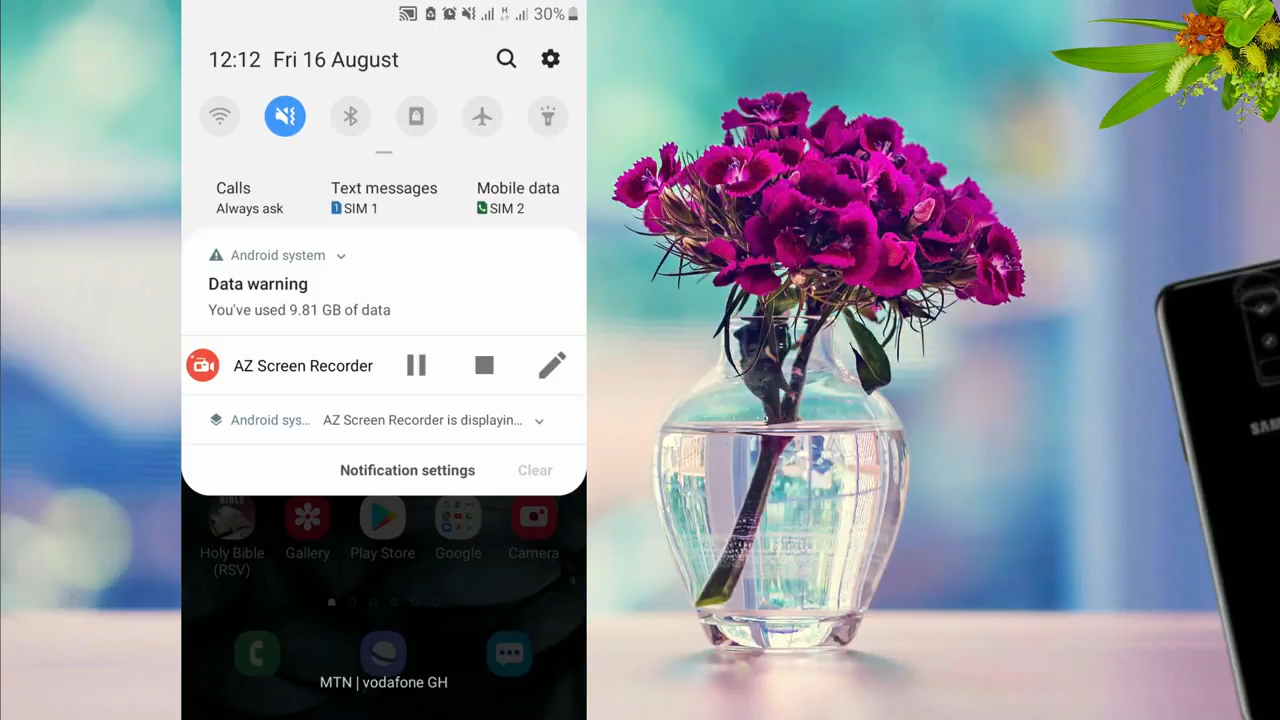 30%
12:12 Fri 16 August
Calls
Always ask
Text messages
1 SIM 1
Mobile data
SIM 2
Android system
Data warning
You've used 9.81 GB of data
AZ Screen Recorder
Android sys... AZ Screen Recorder is displayin...
Notification settings
Clear
BIBLE
Holy Bible
(RSV)
Gallery
Play Store
Google
Camera
MTN | vodafone GH